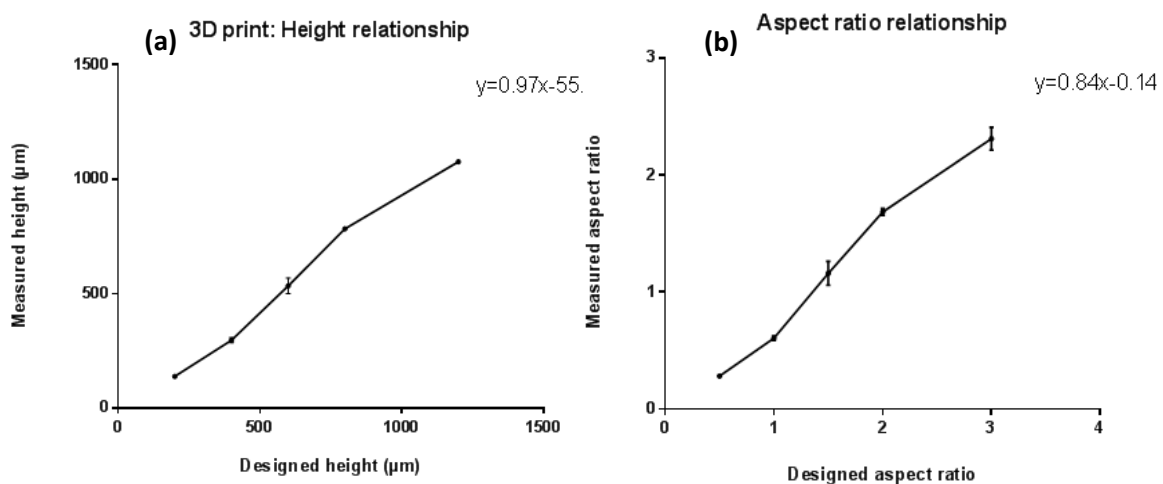 (a)
3D print: Height relationship
y=0.97x-55.
1500
1000
500
0
Measured height (µm)
0 500 1000 1500
Designed height (µm)
(b)
Aspect ratio relationship
y=0.84x-0.14
3
2
1
0
Measured aspect ratio
0 1 2 3 4
Designed aspect ratio